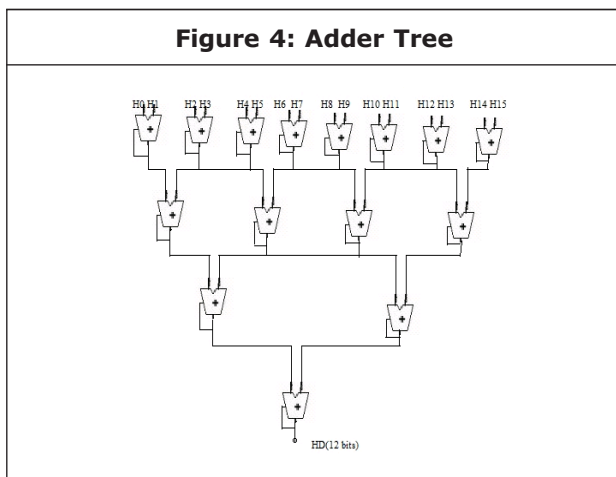 Figure 4: Adder Tree
H0 H1 H2 H3 H4 H5 H6 H7 H8 H9 H10 H11 H12 H13 H14 H15
+ + + + + + + +
+ + + +
+ +
+
HD(12 bits)